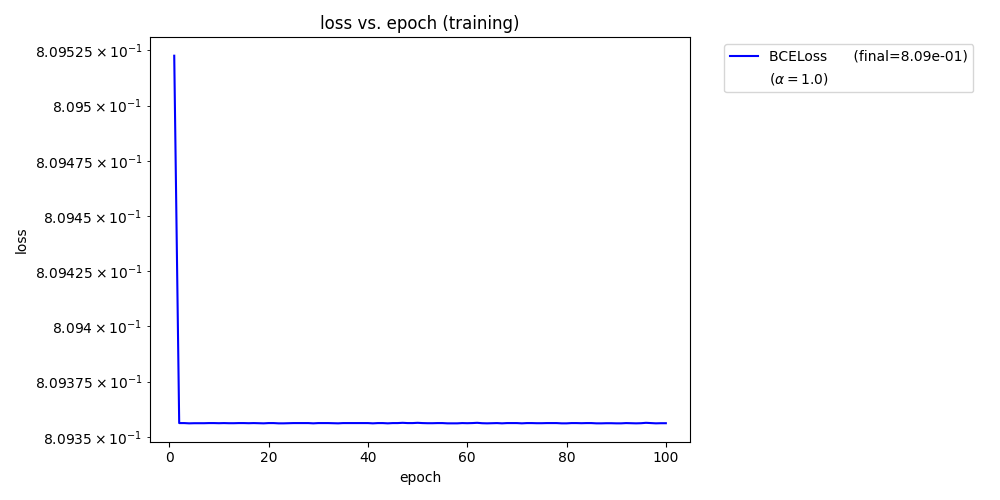 loss vs. epoch (training)
8.09525 × 10⁻¹
8.095 × 10⁻¹
8.09475 × 10⁻¹
8.0945 × 10⁻¹
8.09425 × 10⁻¹
8.094 × 10⁻¹
8.09375 × 10⁻¹
8.0935 × 10⁻¹
loss
0 20 40 60 80 100
epoch
BCELoss (final=8.09e-01)
(α = 1.0)